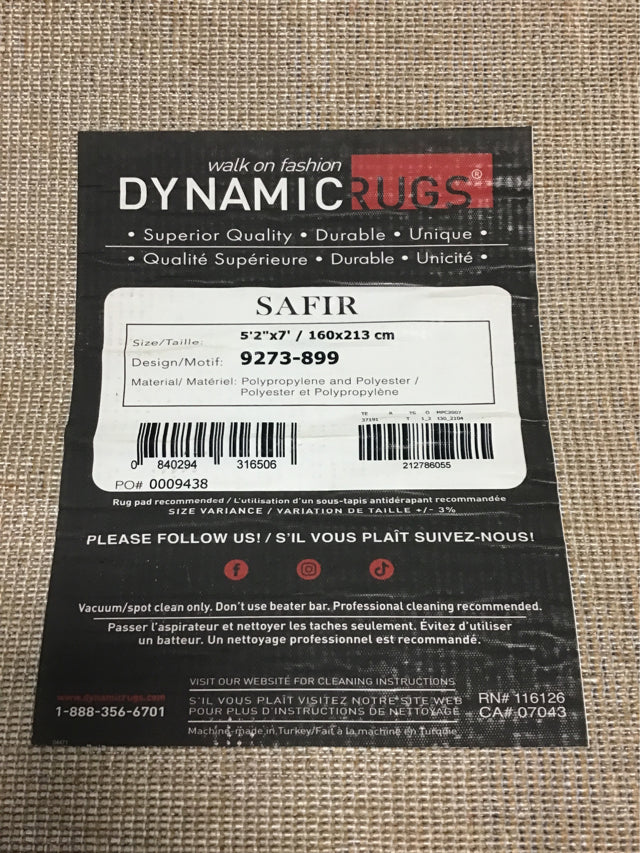 walk on fashion
DYNAMICRUGS®
• Superior Quality • Durable • Unique •
• Qualité Supérieure • Durable • Unicité •
SAFIR
Size/Taille: 5'2"x7' / 160x213 cm
Design/Motif: 9273-899
Material/ Matériel: Polypropylene and Polyester /
Polyester et Polypropylène
TE A TS O MPC2007
37191 T 1_2 130_2104
0 840294 316506
212786055
PO# 0009438
Rug pad recommended / L'utilisation d'un sous-tapis antidérapant recommandée
SIZE VARIANCE / VARIATION DE TAILLE +/- 3%
PLEASE FOLLOW US! / S'IL VOUS PLAÎT SUIVEZ-NOUS!
Vacuum/spot clean only. Don't use beater bar. Professional cleaning recommended.
Passer l'aspirateur et nettoyer les taches seulement. Évitez d'utiliser
un batteur. Un nettoyage professionnel est recommandé.
VISIT OUR WEBSITE FOR CLEANING INSTRUCTIONS
www.dynamicrugs.com
1-888-356-6701
S'IL VOUS PLAÎT VISITEZ NOTRE SITE WEB
POUR PLUS D'INSTRUCTIONS DE NETTOYAGE
RN# 116126
CA# 07043
Machine-made in Turkey/Fait à la machine en Turquie